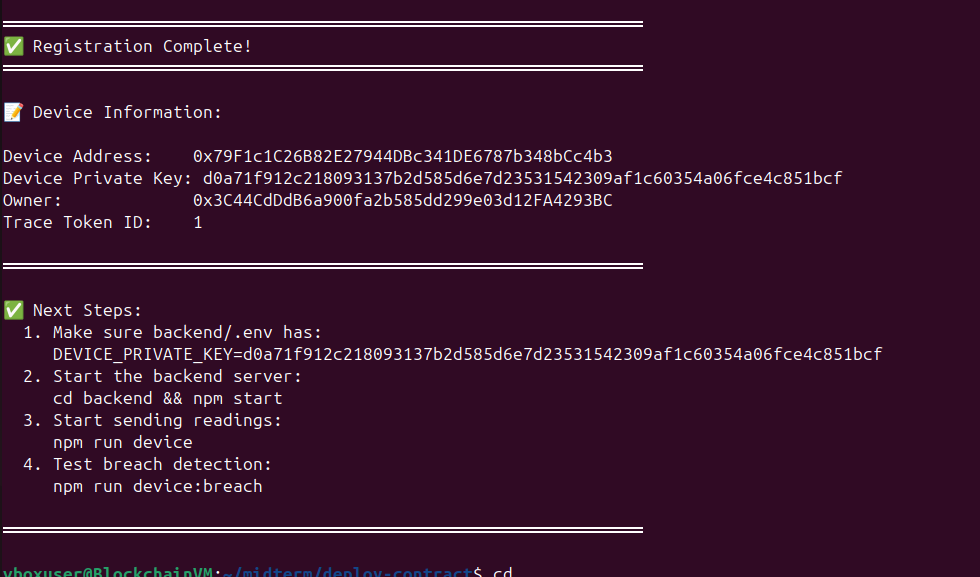 ✅ Registration Complete!
📝 Device Information:
Device Address: 0x79F1c1C26B82E27944DBc341DE6787b348bCc4b3
Device Private Key: d0a71f912c218093137b2d585d6e7d23531542309af1c60354a06fce4c851bcf
Owner: 0x3C44CdDdB6a900fa2b585dd299e03d12FA4293BC
Trace Token ID: 1
✅ Next Steps:
1. Make sure backend/.env has:
DEVICE_PRIVATE_KEY=d0a71f912c218093137b2d585d6e7d23531542309af1c60354a06fce4c851bcf
2. Start the backend server:
cd backend && npm start
3. Start sending readings:
npm run device
4. Test breach detection:
npm run device:breach
vboxuser@BlockchainVM:~/midterm/deploy-contract$ cd